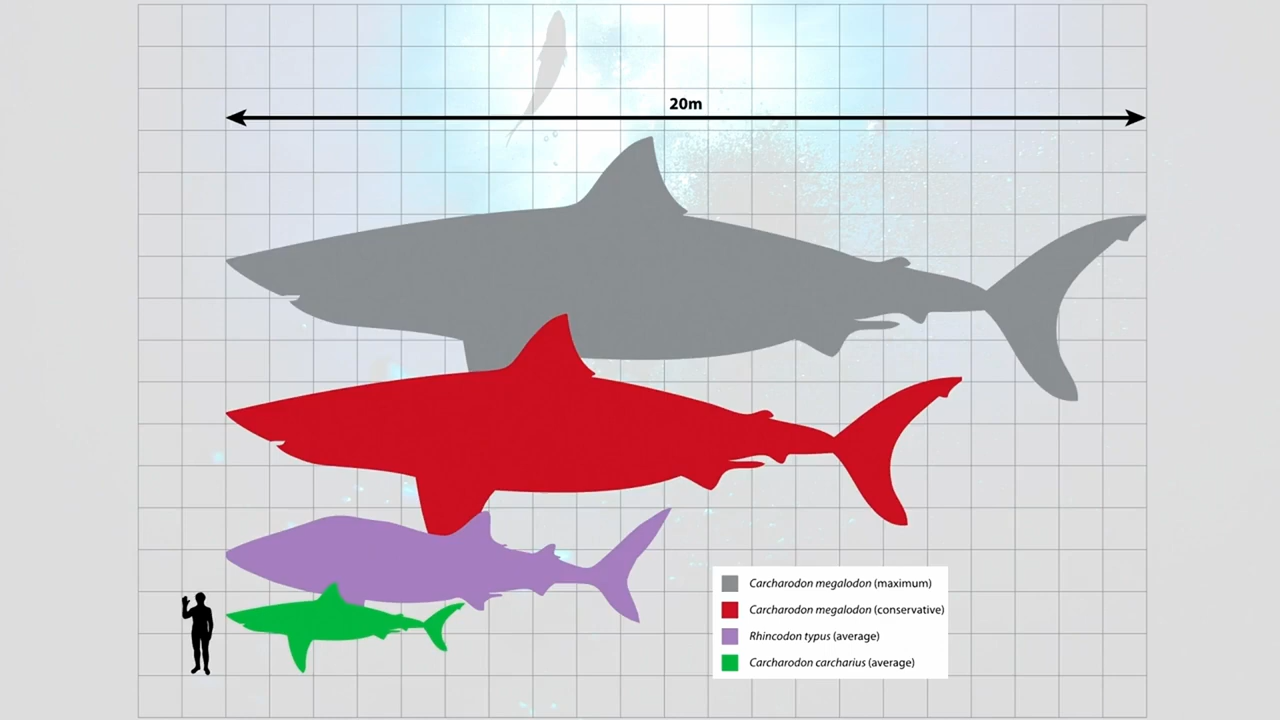 20m
Carcharodon megalodon (maximum)
Carcharodon megalodon (conservative)
Rhincodon typus (average)
Carcharodon carcharius (average)